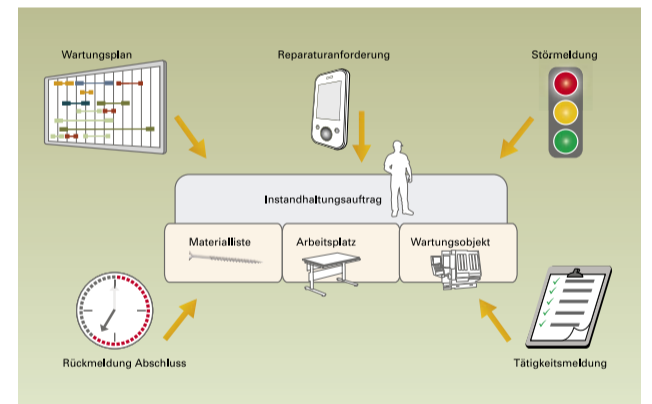 Wartungsplan
Reparaturanforderung
Störmeldung
Instandhaltungsauftrag
Materialliste
Arbeitsplatz
Wartungsobjekt
Rückmeldung Abschluss
Tätigkeitsmeldung